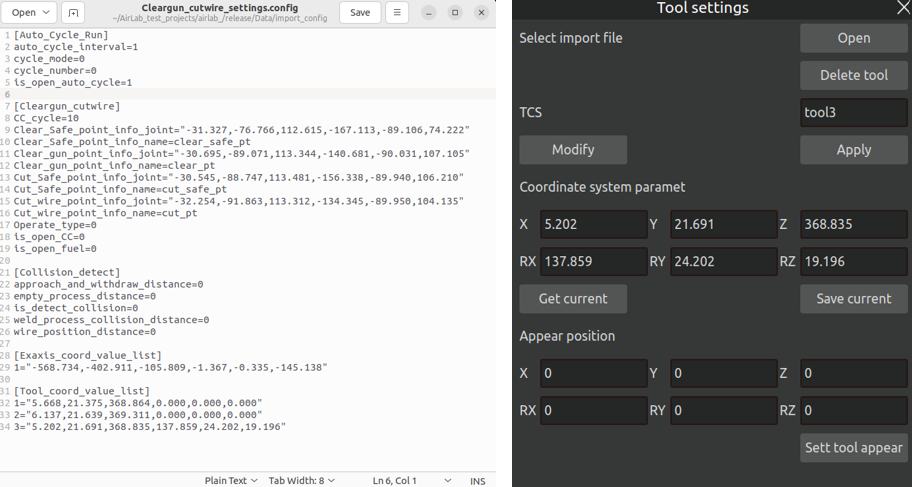 Open
Cleargun_cutwire_settings.config
~/AirLab_test_projects/airlab_/release/Data/import_config
Save
1 [Auto_Cycle_Run]
2 auto_cycle_interval=1
3 cycle_mode=0
4 cycle_number=0
5 is_open_auto_cycle=1
6
7 [Cleargun_cutwire]
8 CC_cycle=10
9 Clear_Safe_point_info_joint="-31.327,-76.766,112.615,-167.113,-89.106,74.222"
10 Clear_Safe_point_info_name=clear_safe_pt
11 Clear_gun_point_info_joint="-30.695,-89.071,113.344,-140.681,-90.031,107.105"
12 Clear_gun_point_info_name=clear_pt
13 Cut_Safe_point_info_joint="-30.545,-88.747,113.481,-156.338,-89.940,106.210"
14 Cut_Safe_point_info_name=cut_safe_pt
15 Cut_wire_point_info_joint="-32.254,-91.863,113.312,-134.345,-89.950,104.135"
16 Cut_wire_point_info_name=cut_pt
17 Operate_type=0
18 is_open_CC=0
19 is_open_fuel=0
20
21 [Collision_detect]
22 approach_and_withdraw_distance=0
23 empty_process_distance=0
24 is_detect_collision=0
25 weld_process_collision_distance=0
26 wire_position_distance=0
27
28 [Exaxis_coord_value_list]
29 1="-568.734,-402.911,-105.809,-1.367,-0.335,-145.138"
30
31 [Tool_coord_value_list]
32 1="5.668,21.375,368.864,0.000,0.000,0.000"
33 2="6.137,21.639,369.311,0.000,0.000,0.000"
34 3="5.202,21.691,368.835,137.859,24.202,19.196"
Plain Text Tab Width: 8 Ln 6, Col 1 INS
Tool settings
Select import file Open
Delete tool
TCS tool3
Modify Apply
Coordinate system paramet
X 5.202 Y 21.691 Z 368.835
RX 137.859 RY 24.202 RZ 19.196
Get current Save current
Appear position
X 0 Y 0 Z 0
RX 0 RY 0 RZ 0
Sett tool appear